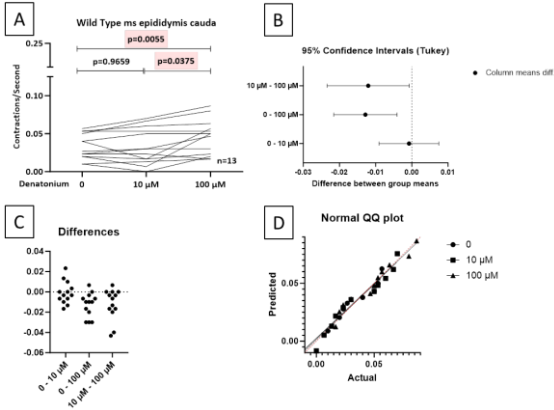 A
Wild Type ms epididymis cauda
p=0.0055
0.25
p=0.9659
p=0.0375
Contractions/Second
0.10
0.05
0.00
n=13
Denatonium
0
10 µM
100 µM
B
95% Confidence Intervals (Tukey)
Column means diff
10 µM - 100 µM
0 - 100 µM
0 - 10 µM
-0.03
-0.02
-0.01
0.00
0.01
Difference between group means
C
Differences
0.04
0.02
0.00
-0.02
-0.04
-0.06
0 - 10 µM
0 - 100 µM
10 µM - 100 µM
D
Normal QQ plot
0
10 µM
100 µM
Predicted
0.05
0.00
0.00
0.05
Actual